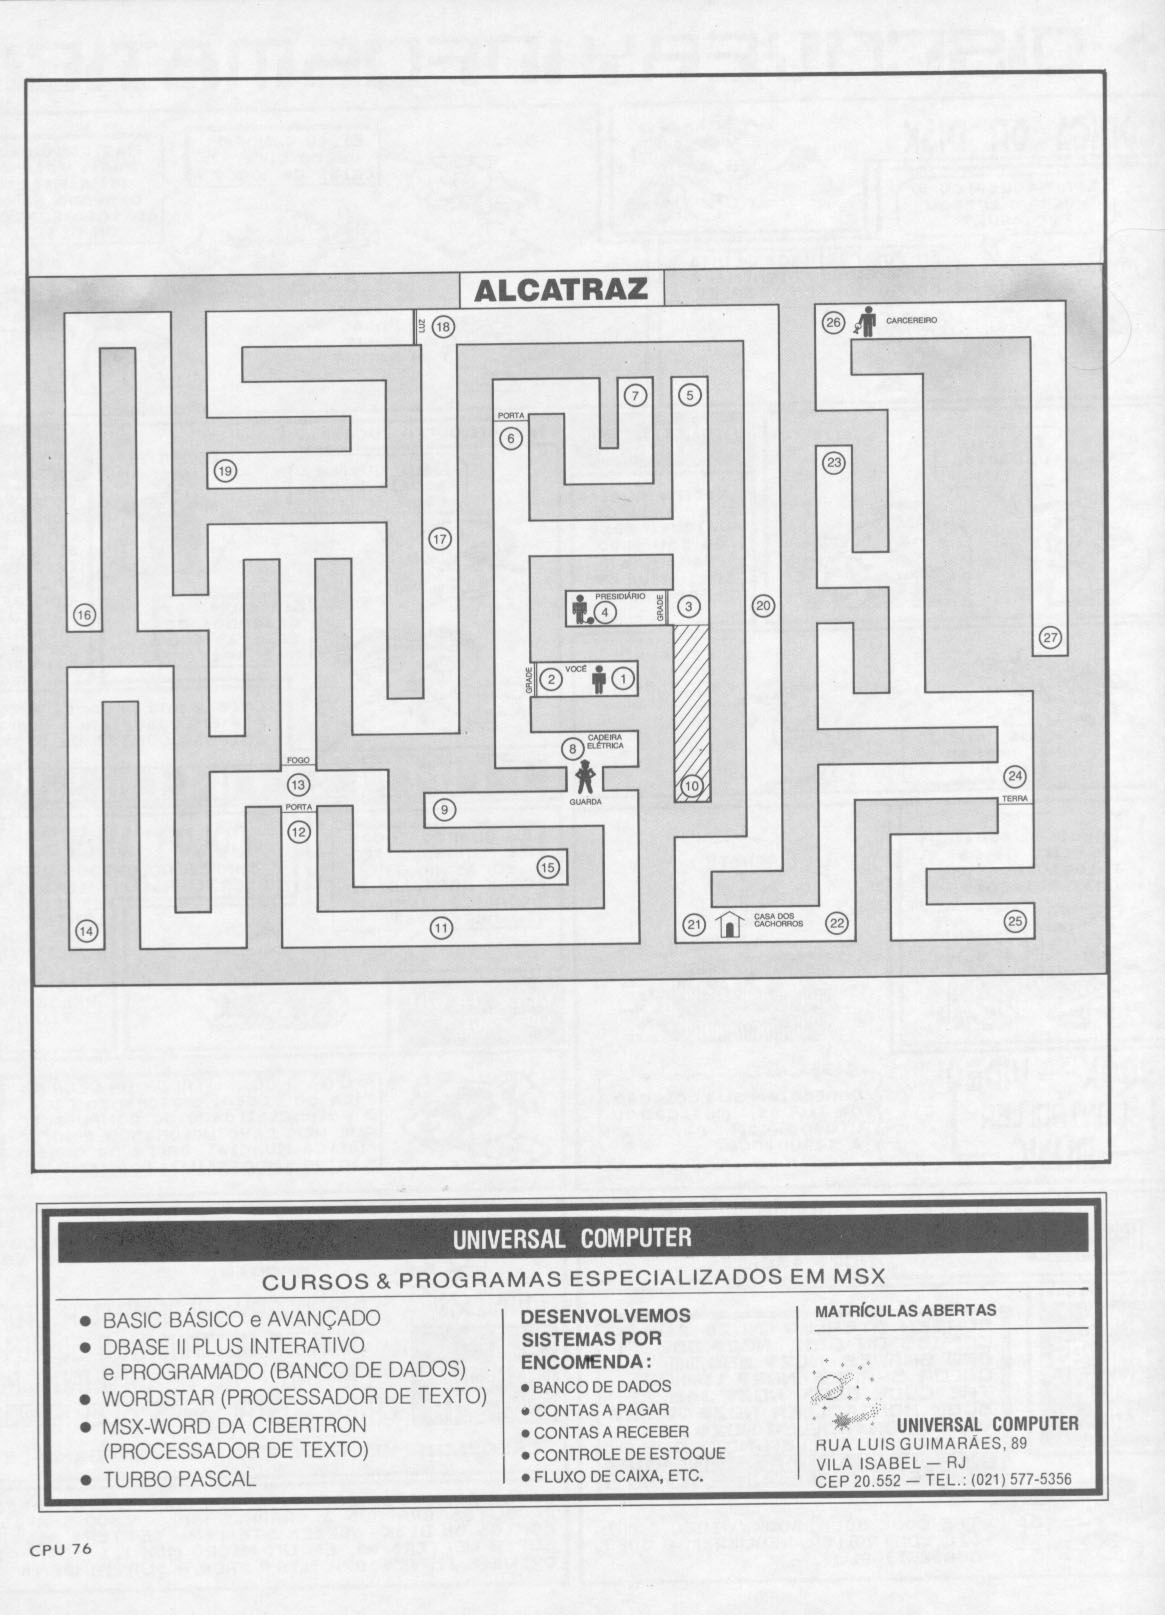 ALCATRAZ
LUZ
18
26
CARCEREIRO
7
5
PORTA
6
23
19
17
16
PRESIDIÁRIO
4
GRADE
3
20
27
GRADE
2
VOCÊ
1
CADEIRA
ELÉTRICA
8
FOGO
13
GUARDA
10
24
TERRA
9
PORTA
12
15
14
11
21
CASA DOS
CACHORROS
22
25
UNIVERSAL COMPUTER
CURSOS & PROGRAMAS ESPECIALIZADOS EM MSX
● BASIC BÁSICO e AVANÇADO
● DBASE II PLUS INTERATIVO
e PROGRAMADO (BANCO DE DADOS)
● WORDSTAR (PROCESSADOR DE TEXTO)
● MSX-WORD DA CIBERTRON
(PROCESSADOR DE TEXTO)
● TURBO PASCAL
DESENVOLVEMOS
SISTEMAS POR
ENCOMENDA:
● BANCO DE DADOS
● CONTAS A PAGAR
● CONTAS A RECEBER
● CONTROLE DE ESTOQUE
● FLUXO DE CAIXA, ETC.
MATRÍCULAS ABERTAS
UNIVERSAL COMPUTER
RUA LUIS GUIMARÃES, 89
VILA ISABEL — RJ
CEP 20.552 — TEL.: (021) 577-5356
CPU 76